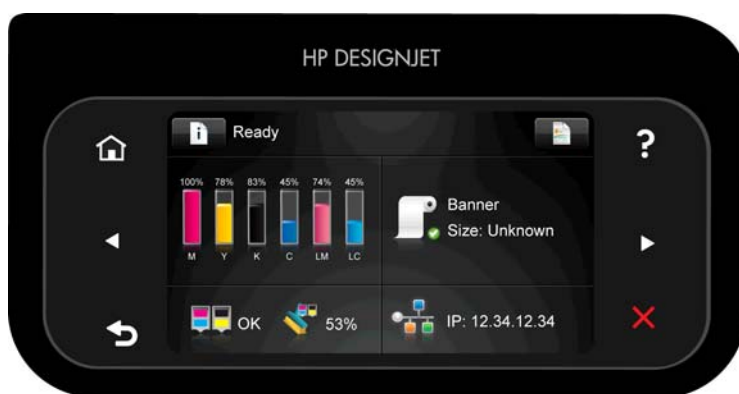 HP DESIGNJET
Ready
?
100% 78% 83% 45% 74% 45%
M Y K C LM LC
Banner
Size: Unknown
OK 53%
IP: 12.34.12.34